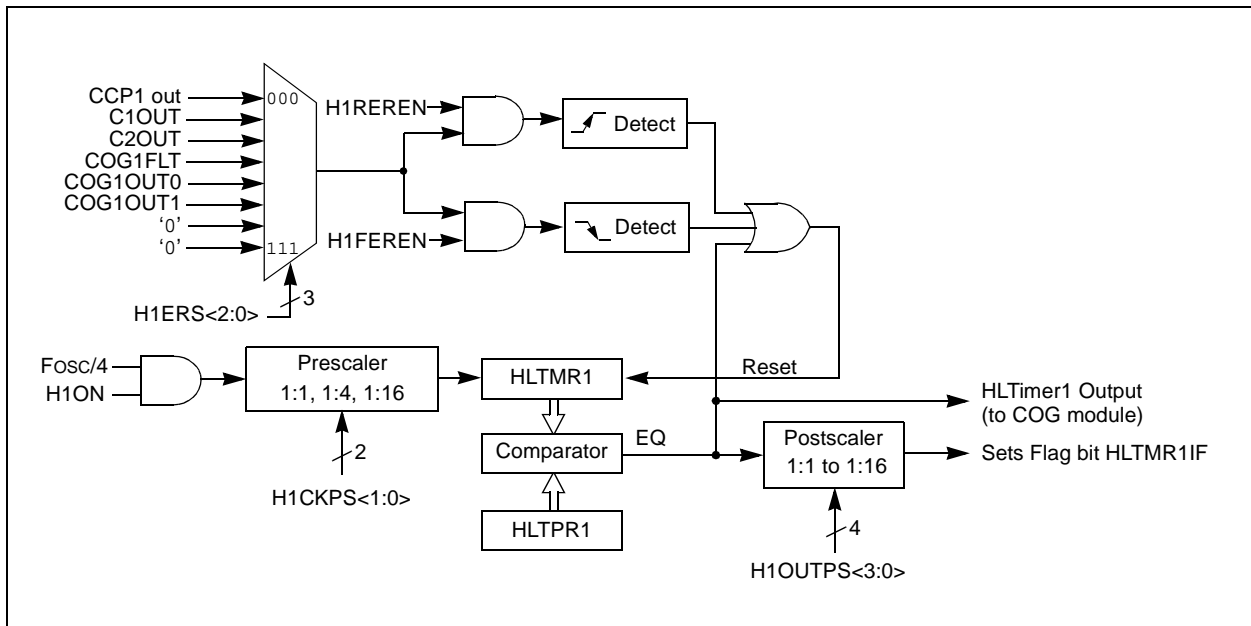 CCP1 out
000
C1OUT
C2OUT
COG1FLT
COG1OUT0
COG1OUT1
‘0’
‘0’
111
H1ERS<2:0>
3
H1REREN
Detect
H1FEREN
Detect
FOSC/4
H1ON
Prescaler
1:1, 1:4, 1:16
2
H1CKPS<1:0>
HLTMR1
Reset
Comparator
EQ
HLTPR1
HLTimer1 Output
(to COG module)
Postscaler
1:1 to 1:16
Sets Flag bit HLTMR1IF
4
H1OUTPS<3:0>